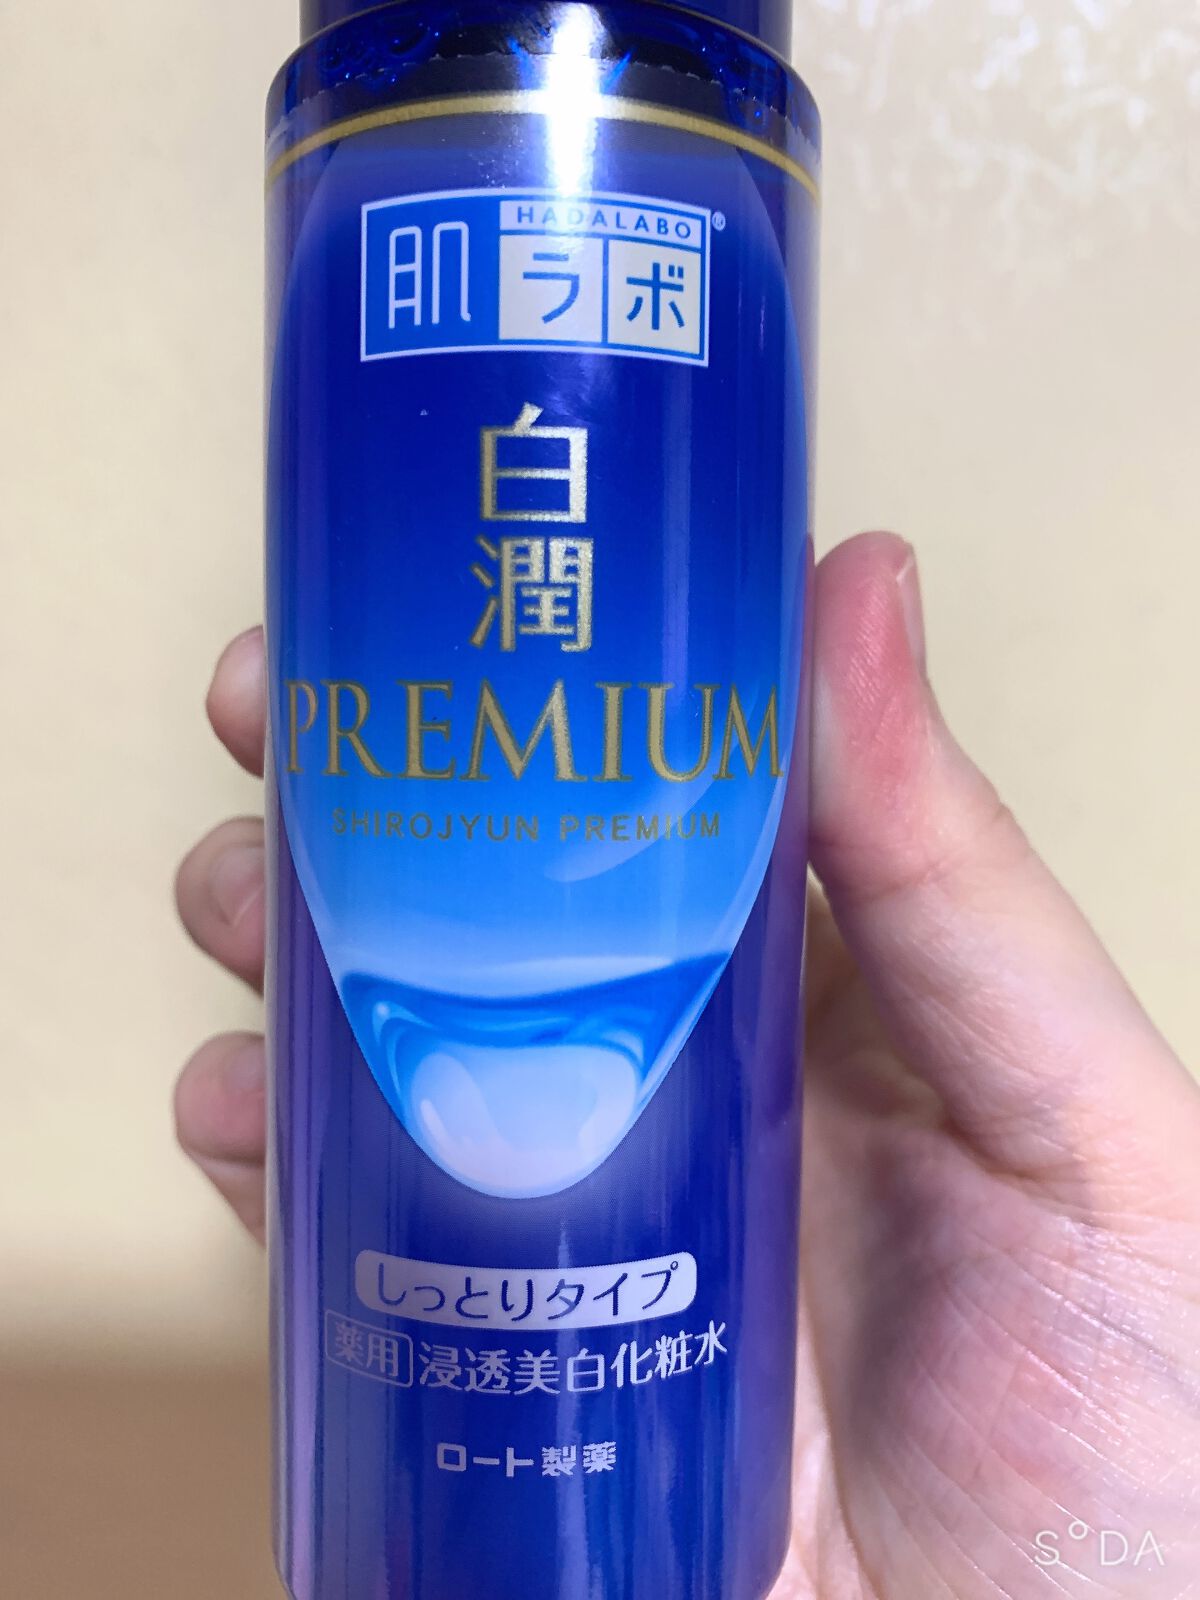 HADALABO
肌ラボ®
白
潤
PREMIUM
SHIROJYUN PREMIUM
しっとりタイプ
薬用 浸透美白化粧水
ロート製薬
S°DA